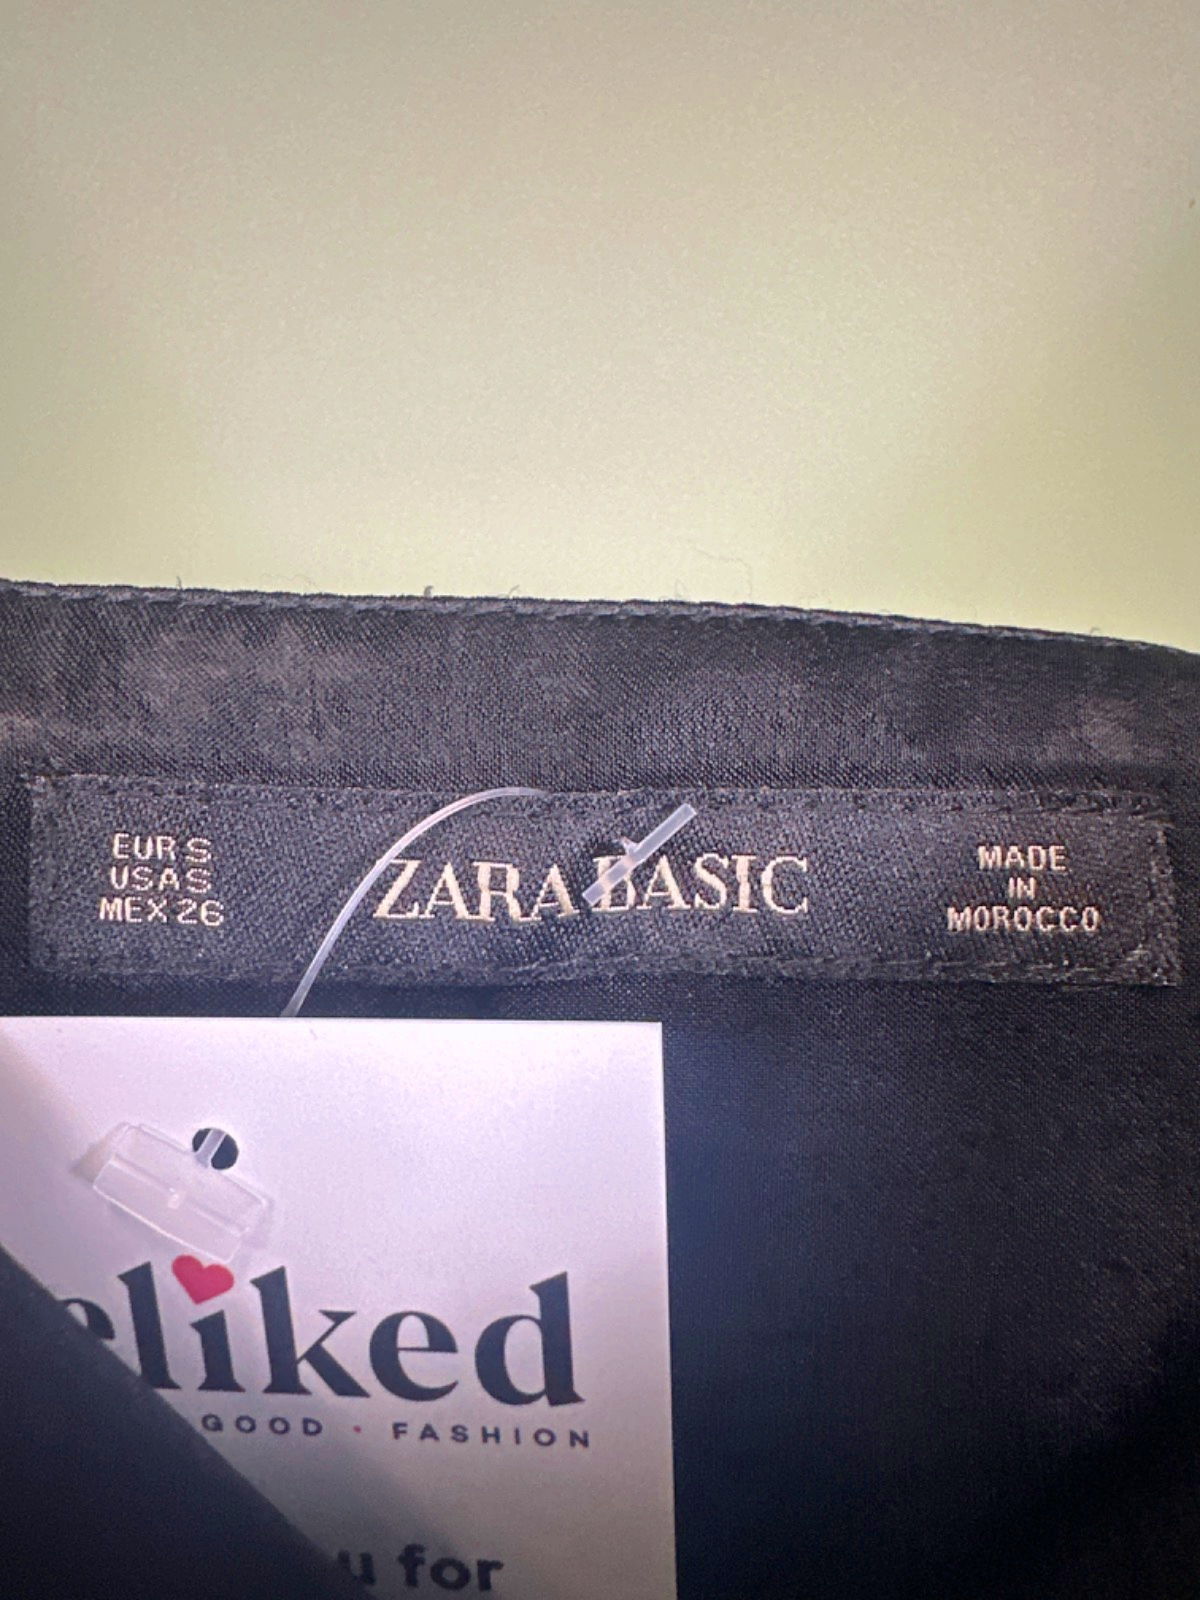 EUR S
USA S
MEX 26
ZARA BASIC
MADE
IN
MOROCCO
eliked
GOOD · FASHION
u for